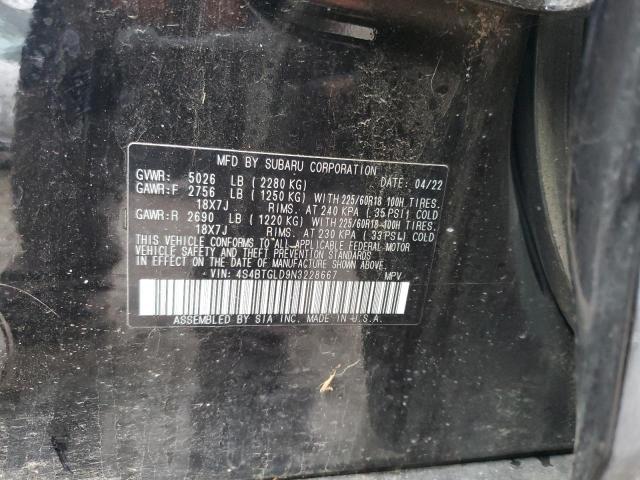 MFD BY SUBARU CORPORATION
GVWR: 5026 LB ( 2280 KG) DATE: 04/22
GAWR:F 2756 LB ( 1250 KG) WITH 225/60R18 100H TIRES.
18X7J RIMS. AT 240 KPA ( 35 PSI) COLD
GAWR:R 2690 LB ( 1220 KG) WITH 225/60R18 100H TIRES.
18X7J RIMS. AT 230 KPA ( 33 PSI) COLD
THIS VEHICLE CONFORMS TO ALL APPLICABLE FEDERAL MOTOR
VEHICLE SAFETY AND THEFT PREVENTION STANDARDS
IN EFFECT ON THE DATE OF MANUFACTURE SHOWN ABOVE.
VIN: 4S4BTGLD9N3228667 MPV
ASSEMBLED BY SIA INC. MADE IN U.S.A.